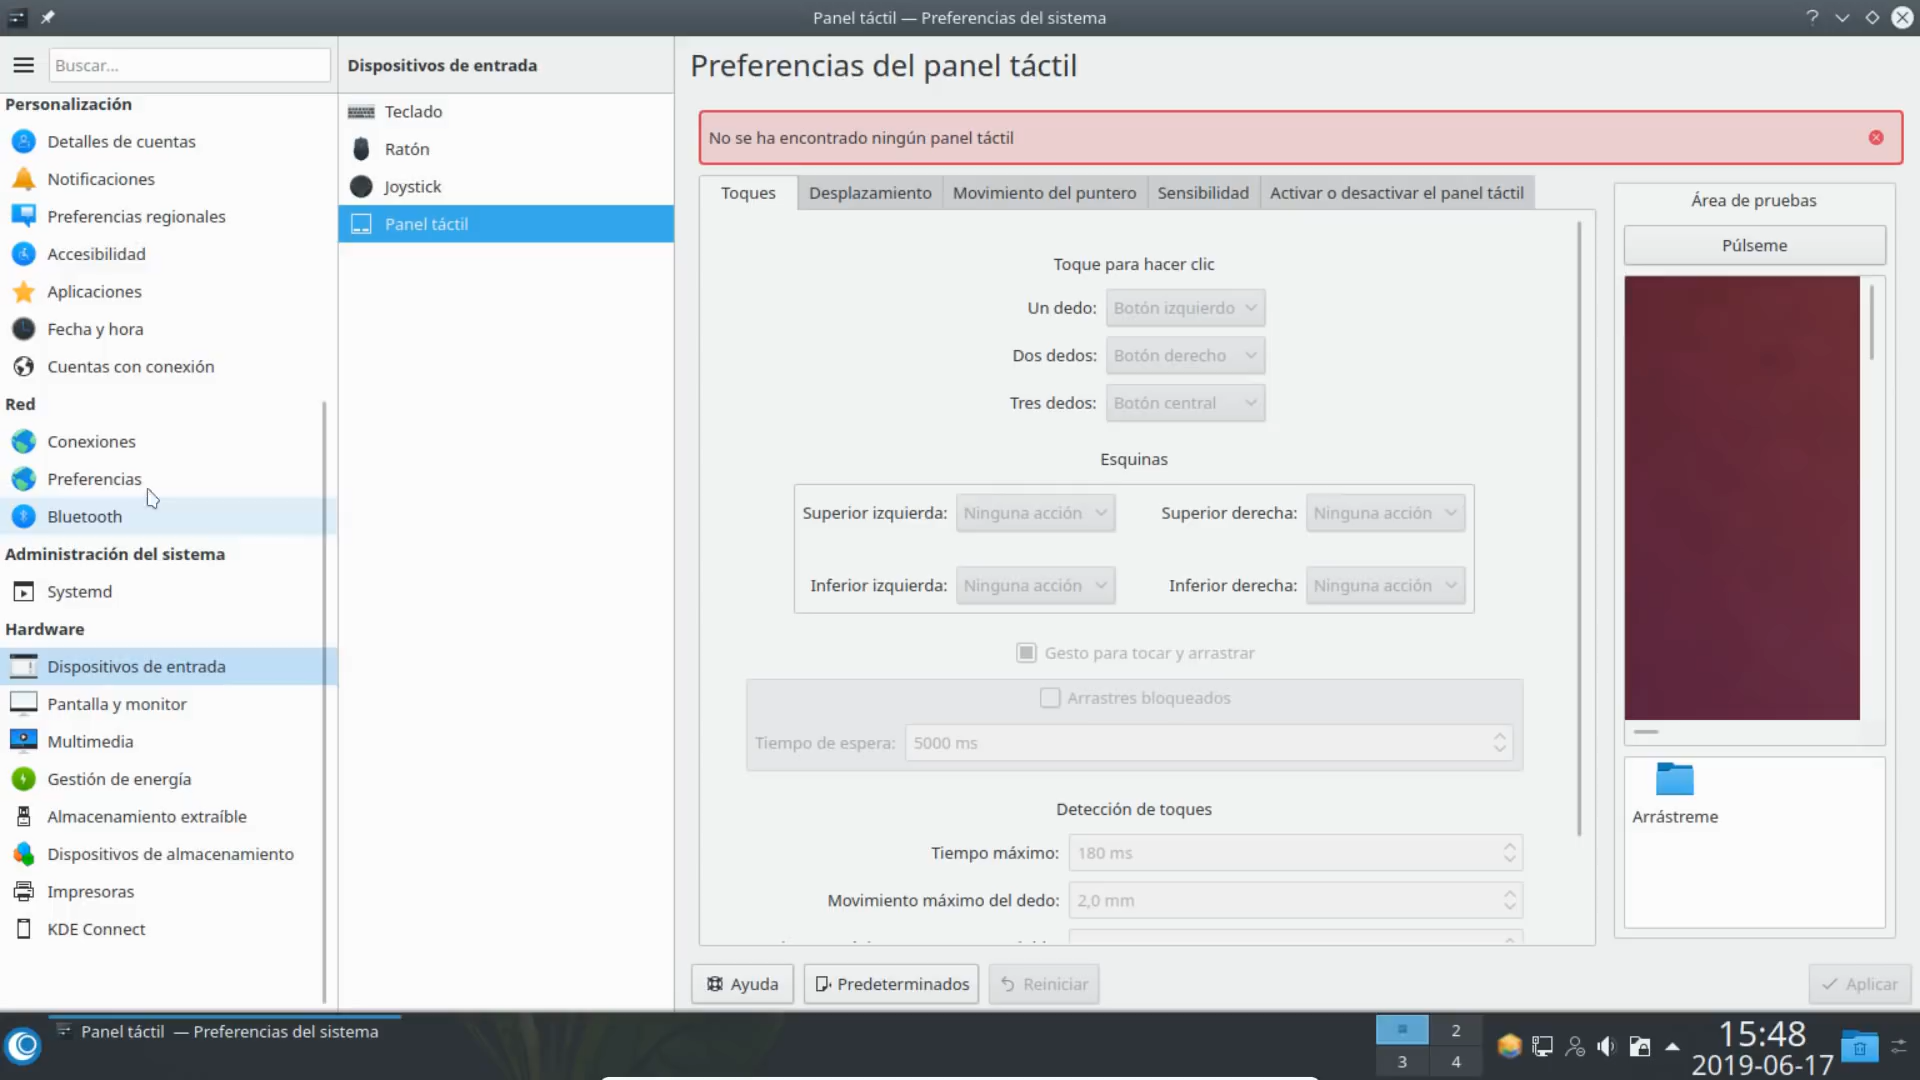 Panel táctil — Preferencias del sistema
Buscar...
Personalización
Detalles de cuentas
Notificaciones
Preferencias regionales
Accesibilidad
Aplicaciones
Fecha y hora
Cuentas con conexión
Red
Conexiones
Preferencias
Bluetooth
Administración del sistema
Systemd
Hardware
Dispositivos de entrada
Pantalla y monitor
Multimedia
Gestión de energía
Almacenamiento extraíble
Dispositivos de almacenamiento
Impresoras
KDE Connect
Dispositivos de entrada
Teclado
Ratón
Joystick
Panel táctil
Preferencias del panel táctil
No se ha encontrado ningún panel táctil
Toques Desplazamiento Movimiento del puntero Sensibilidad Activar o desactivar el panel táctil
Toque para hacer clic
Un dedo: Botón izquierdo
Dos dedos: Botón derecho
Tres dedos: Botón central
Esquinas
Superior izquierda: Ninguna acción Superior derecha: Ninguna acción
Inferior izquierda: Ninguna acción Inferior derecha: Ninguna acción
Gesto para tocar y arrastrar
Arrastres bloqueados
Tiempo de espera: 5000 ms
Detección de toques
Tiempo máximo: 180 ms
Movimiento máximo del dedo: 2,0 mm
Área de pruebas
Púlseme
Arrástreme
Ayuda Predeterminados Reiniciar Aplicar
Panel táctil — Preferencias del sistema
2
3 4
15:48
2019-06-17